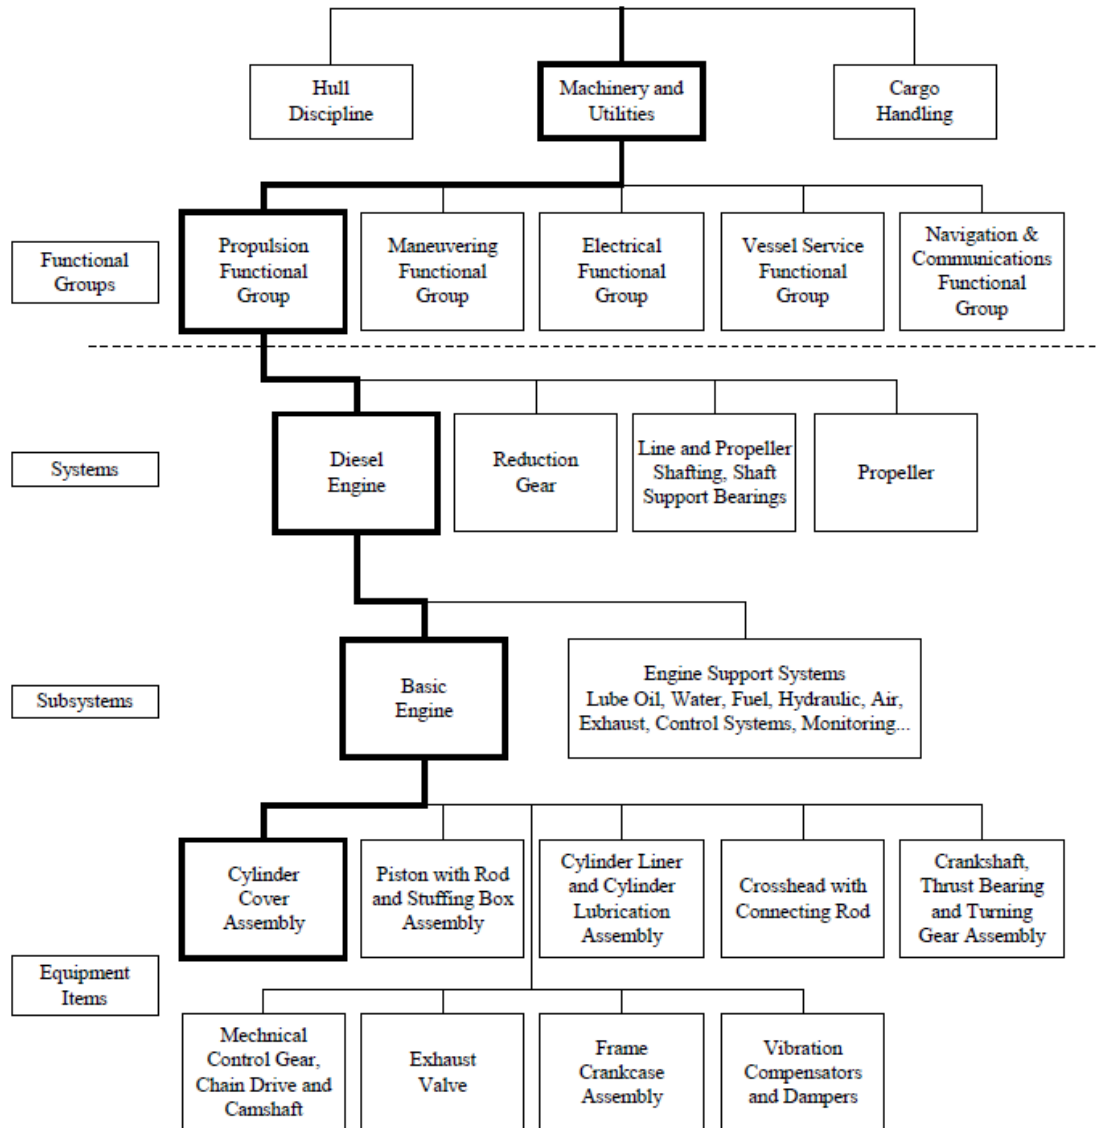 Hull
Discipline
Machinery and
Utilities
Cargo
Handling
Functional
Groups
Propulsion
Functional
Group
Maneuvering
Functional
Group
Electrical
Functional
Group
Vessel Service
Functional
Group
Navigation &
Communications
Functional
Group
Systems
Diesel
Engine
Reduction
Gear
Line and Propeller
Shafting, Shaft
Support Bearings
Propeller
Subsystems
Basic
Engine
Engine Support Systems
Lube Oil, Water, Fuel, Hydraulic, Air,
Exhaust, Control Systems, Monitoring...
Equipment
Items
Cylinder
Cover
Assembly
Piston with Rod
and Stuffing Box
Assembly
Cylinder Liner
and Cylinder
Lubrication
Assembly
Crosshead with
Connecting Rod
Crankshaft,
Thrust Bearing
and Turning
Gear Assembly
Mechnical
Control Gear,
Chain Drive and
Camshaft
Exhaust
Valve
Frame
Crankcase
Assembly
Vibration
Compensators
and Dampers